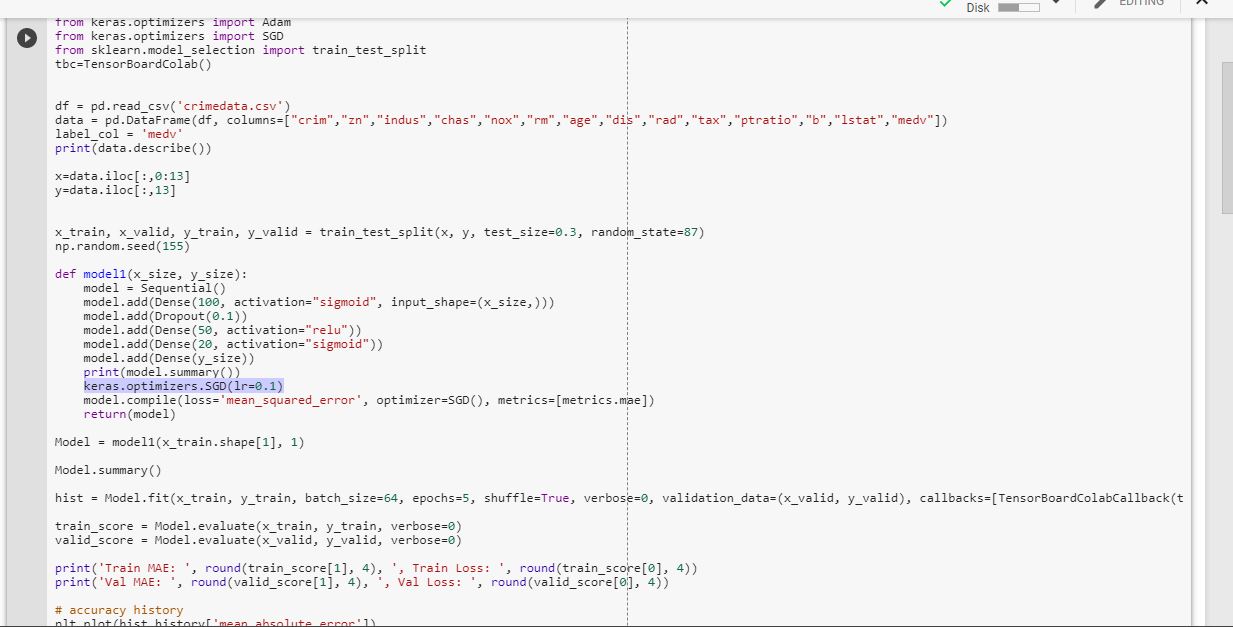 Disk
EDITING
from keras.optimizers import Adam
from keras.optimizers import SGD
from sklearn.model_selection import train_test_split
tbc=TensorBoardColab()
df = pd.read_csv('crimedata.csv')
data = pd.DataFrame(df, columns=["crim","zn","indus","chas","nox","rm","age","dis","rad","tax","ptratio","b","lstat","medv"])
label_col = 'medv'
print(data.describe())
x=data.iloc[:,0:13]
y=data.iloc[:,13]
x_train, x_valid, y_train, y_valid = train_test_split(x, y, test_size=0.3, random_state=87)
np.random.seed(155)
def model1(x_size, y_size):
    model = Sequential()
    model.add(Dense(100, activation="sigmoid", input_shape=(x_size,)))
    model.add(Dropout(0.1))
    model.add(Dense(50, activation="relu"))
    model.add(Dense(20, activation="sigmoid"))
    model.add(Dense(y_size))
    print(model.summary())
    keras.optimizers.SGD(lr=0.1)
    model.compile(loss='mean_squared_error', optimizer=SGD(), metrics=[metrics.mae])
    return(model)
Model = model1(x_train.shape[1], 1)
Model.summary()
hist = Model.fit(x_train, y_train, batch_size=64, epochs=5, shuffle=True, verbose=0, validation_data=(x_valid, y_valid), callbacks=[TensorBoardColabCallback(t
train_score = Model.evaluate(x_train, y_train, verbose=0)
valid_score = Model.evaluate(x_valid, y_valid, verbose=0)
print('Train MAE: ', round(train_score[1], 4), ', Train Loss: ', round(train_score[0], 4))
print('Val MAE: ', round(valid_score[1], 4), ', Val Loss: ', round(valid_score[0], 4))
# accuracy history
plt.plot(hist.history['mean_absolute_error'])